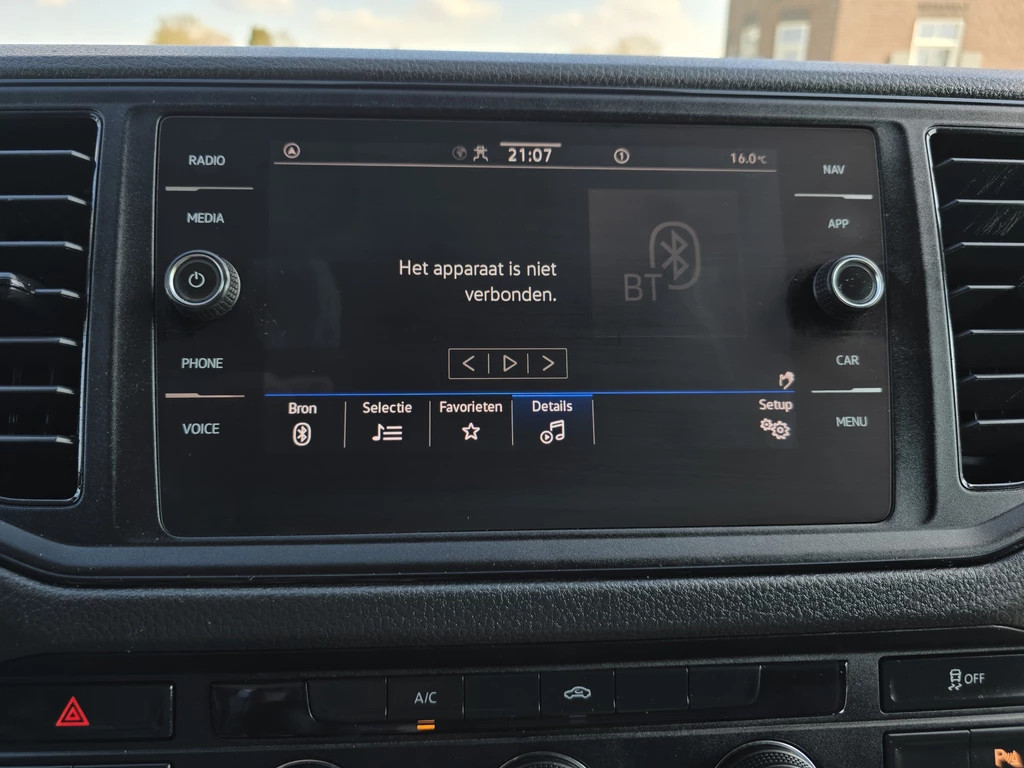 RADIO
MEDIA
PHONE
VOICE
21:07
1
16.0°C
Het apparaat is niet
verbonden.
BT
Bron
Selectie
Favorieten
Details
Setup
NAV
APP
CAR
MENU
A/C
OFF